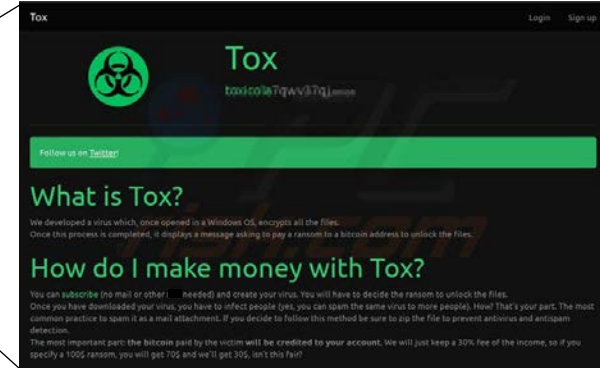 Tox
Login Sign up
Tox
Follow us on Twitter!
What is Tox?
We developed a virus which, once opened in a Windows OS, encrypts all the files.
Once this process is completed, it displays a message asking to pay a ransom to a bitcoin address to unlock the files.
How do I make money with Tox?
You can subscribe (no mail or other needed) and create your virus. You will have to decide the ransom to unlock the files.
Once you have downloaded your virus, you have to infect people (yes, you can spam the same virus to more people). How? That's your part. The most
common practice to spam it as a mail attachment. If you decide to follow this method be sure to zip the file to prevent antivirus and antispam
detection.
The most important part: the bitcoin paid by the victim will be credited to your account. We will just keep a 30% fee of the income, so if you
specify a 100$ ransom, you will get 70$ and we'll get 30$, isn't this fair?